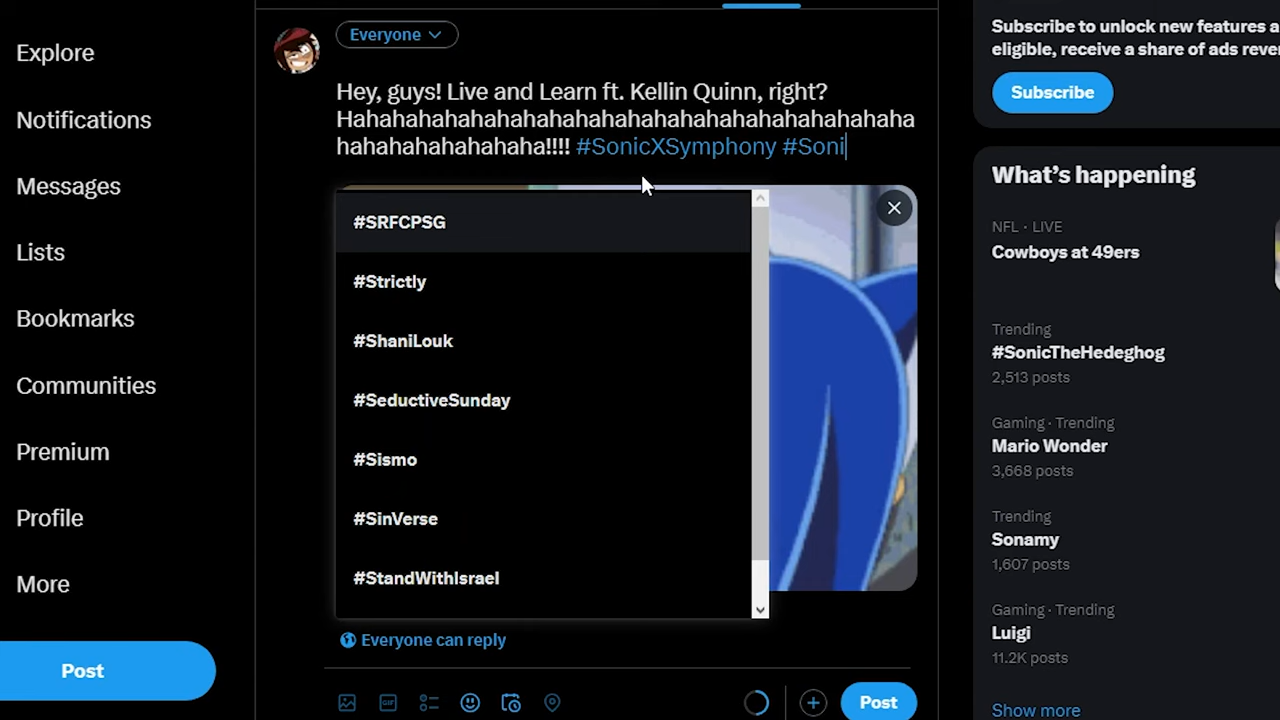 Explore
Notifications
Messages
Lists
Bookmarks
Communities
Premium
Profile
More
Post
Everyone
Hey, guys! Live and Learn ft. Kellin Quinn, right?
Hahahahahahahahahahahahahahahahahahahahahaha
hahahahahahahaha!!!! #SonicXSymphony #Soni
#SRFCPSG
#Strictly
#ShaniLouk
#SeductiveSunday
#Sismo
#SinVerse
#StandWithIsrael
Everyone can reply
GIF
Post
Subscribe to unlock new features a
eligible, receive a share of ads reve
Subscribe
What's happening
NFL · LIVE
Cowboys at 49ers
Trending
#SonicTheHedeghog
2,513 posts
Gaming · Trending
Mario Wonder
3,668 posts
Trending
Sonamy
1,607 posts
Gaming · Trending
Luigi
11.2K posts
Show more